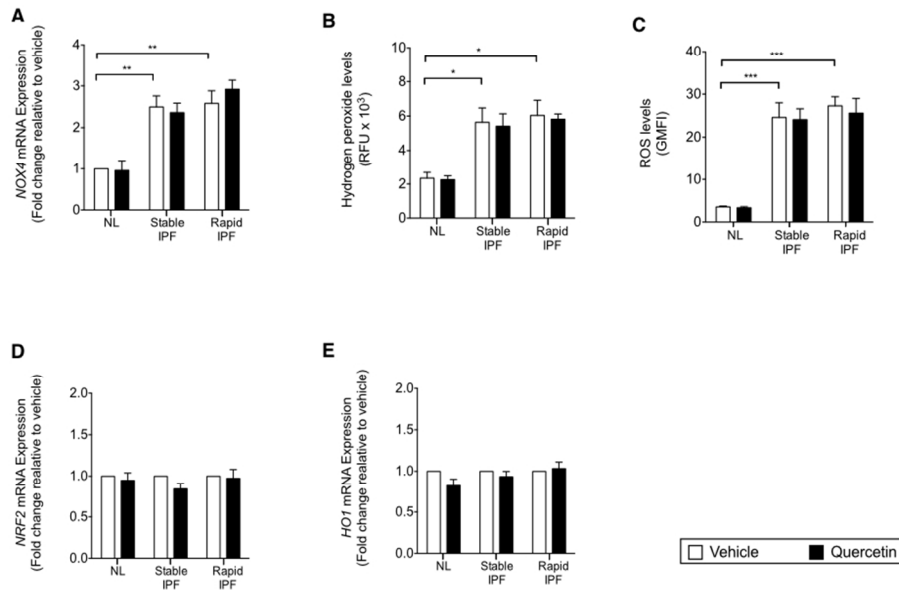 A
NOX4 mRNA Expression
(Fold change realative to vehicle)
4
3
2
1
0
**
**
NL
Stable
IPF
Rapid
IPF
B
Hydrogen peroxide levels
(RFU x 10³)
10
8
6
4
2
0
*
*
NL
Stable
IPF
Rapid
IPF
C
ROS levels
(GMFI)
40
30
20
10
0
***
***
NL
Stable
IPF
Rapid
IPF
D
NRF2 mRNA Expression
(Fold change realative to vehicle)
2.0
1.5
1.0
0.5
0.0
NL
Stable
IPF
Rapid
IPF
E
HO1 mRNA Expression
(Fold change realative to vehicle)
2.0
1.5
1.0
0.5
0.0
NL
Stable
IPF
Rapid
IPF
Vehicle
Quercetin